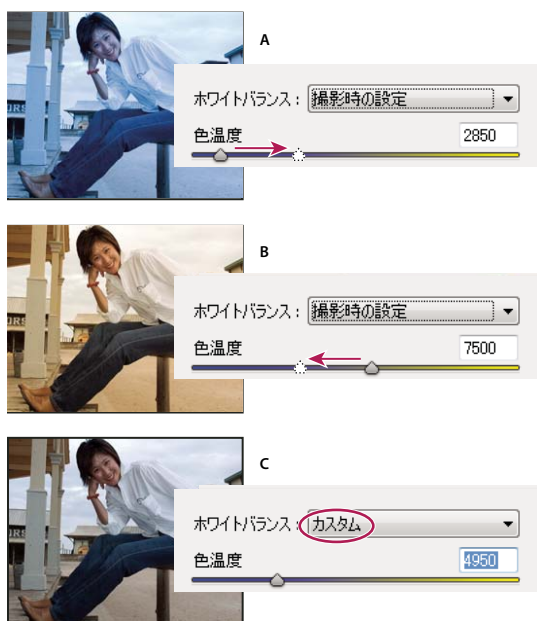 A
ホワイトバランス： 撮影時の設定
色温度 2850
B
ホワイトバランス： 撮影時の設定
色温度 7500
C
ホワイトバランス： カスタム
色温度 4950